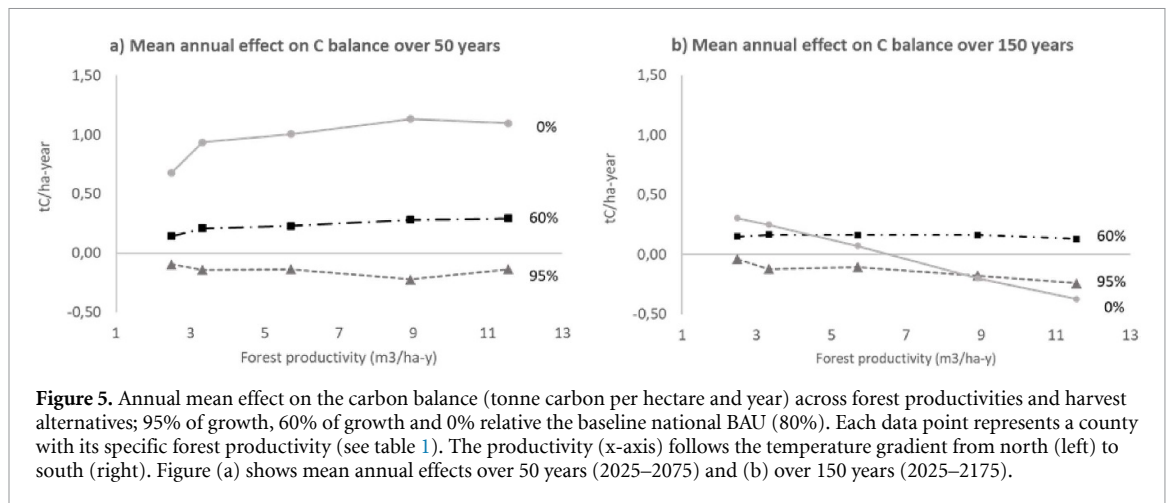 a) Mean annual effect on C balance over 50 years
1,50
1,00
0,50
0,00
-0,50
tC/ha-year
0%
60%
95%
1 3 5 7 9 11 13
Forest productivity (m3/ha-y)
b) Mean annual effect on C balance over 150 years
1,50
1,00
0,50
0,00
-0,50
tC/ha-year
60%
95%
0%
1 3 5 7 9 11 13
Forest productivity (m3/ha-y)
Figure 5. Annual mean effect on the carbon balance (tonne carbon per hectare and year) across forest productivities and harvest
alternatives; 95% of growth, 60% of growth and 0% relative the baseline national BAU (80%). Each data point represents a county
with its specific forest productivity (see table 1). The productivity (x-axis) follows the temperature gradient from north (left) to
south (right). Figure (a) shows mean annual effects over 50 years (2025–2075) and (b) over 150 years (2025–2175).